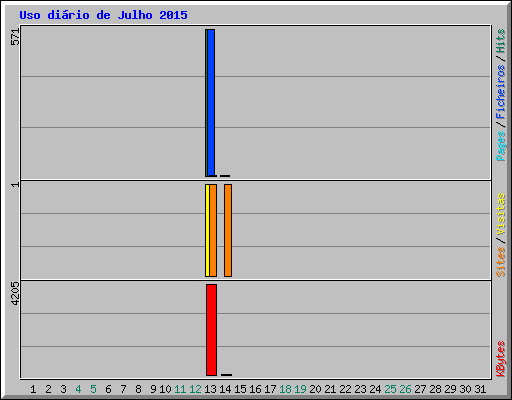 Uso diário de Julho 2015
571
1
4205
Pages / Ficheiros / Hits
Sites / Visitas
KBytes
1 2 3 4 5 6 7 8 9 10 11 12 13 14 15 16 17 18 19 20 21 22 23 24 25 26 27 28 29 30 31